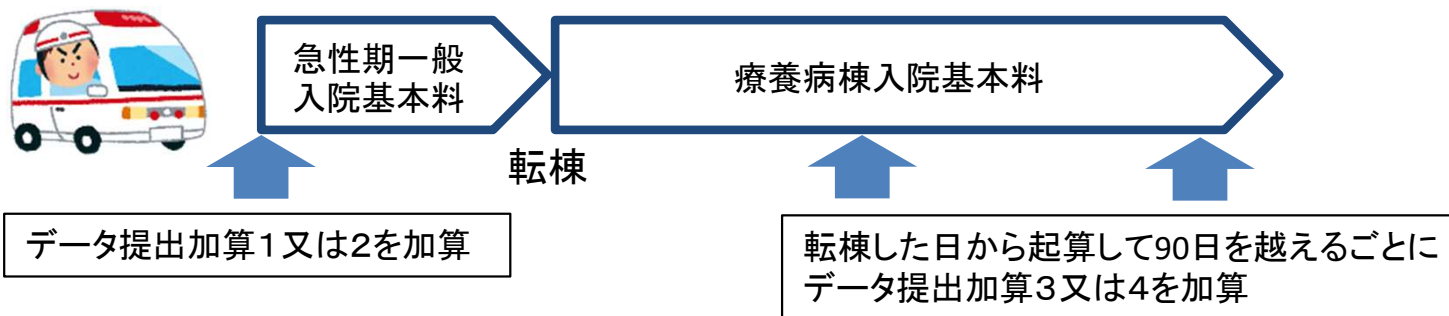 急性期一般
入院基本料
療養病棟入院基本料
転棟
データ提出加算１又は２を加算
転棟した日から起算して90日を越えるごとに
データ提出加算３又は４を加算